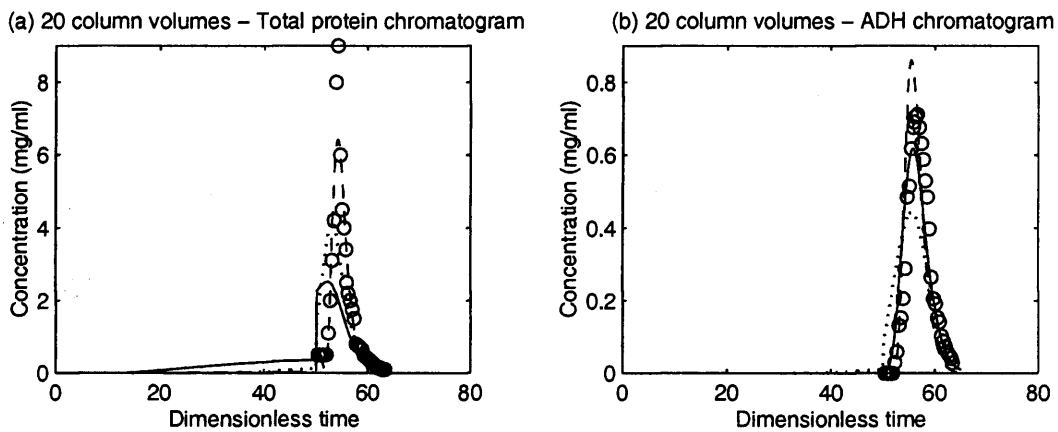 (a) 20 column volumes – Total protein chromatogram
Concentration (mg/ml)
8
6
4
2
0
0 20 40 60 80
Dimensionless time
(b) 20 column volumes – ADH chromatogram
Concentration (mg/ml)
0.8
0.6
0.4
0.2
0
0 20 40 60 80
Dimensionless time